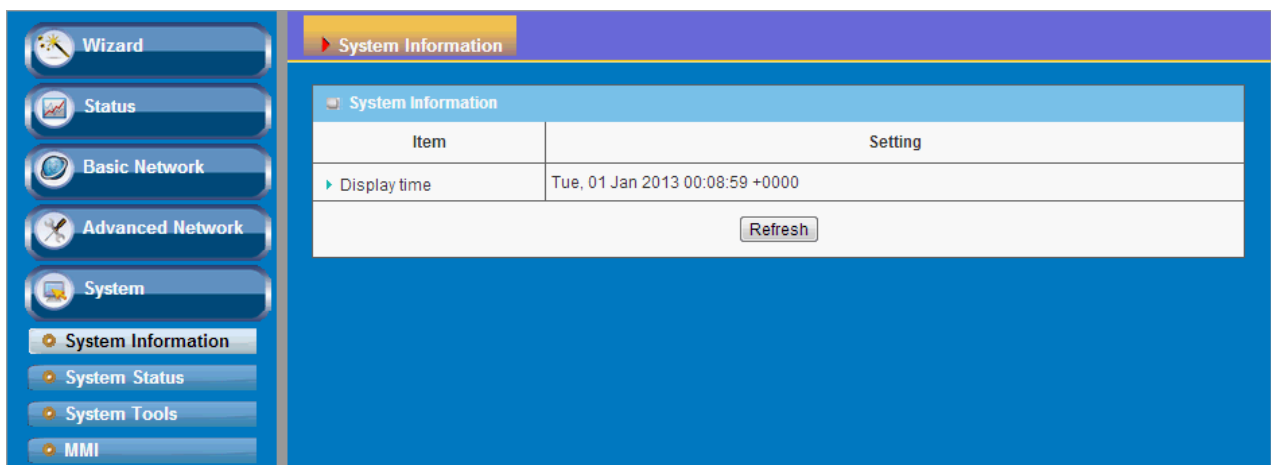 Wizard
Status
Basic Network
Advanced Network
System
System Information
System Status
System Tools
MMI
System Information
System Information
Item Setting
Display time Tue, 01 Jan 2013 00:08:59 +0000
Refresh